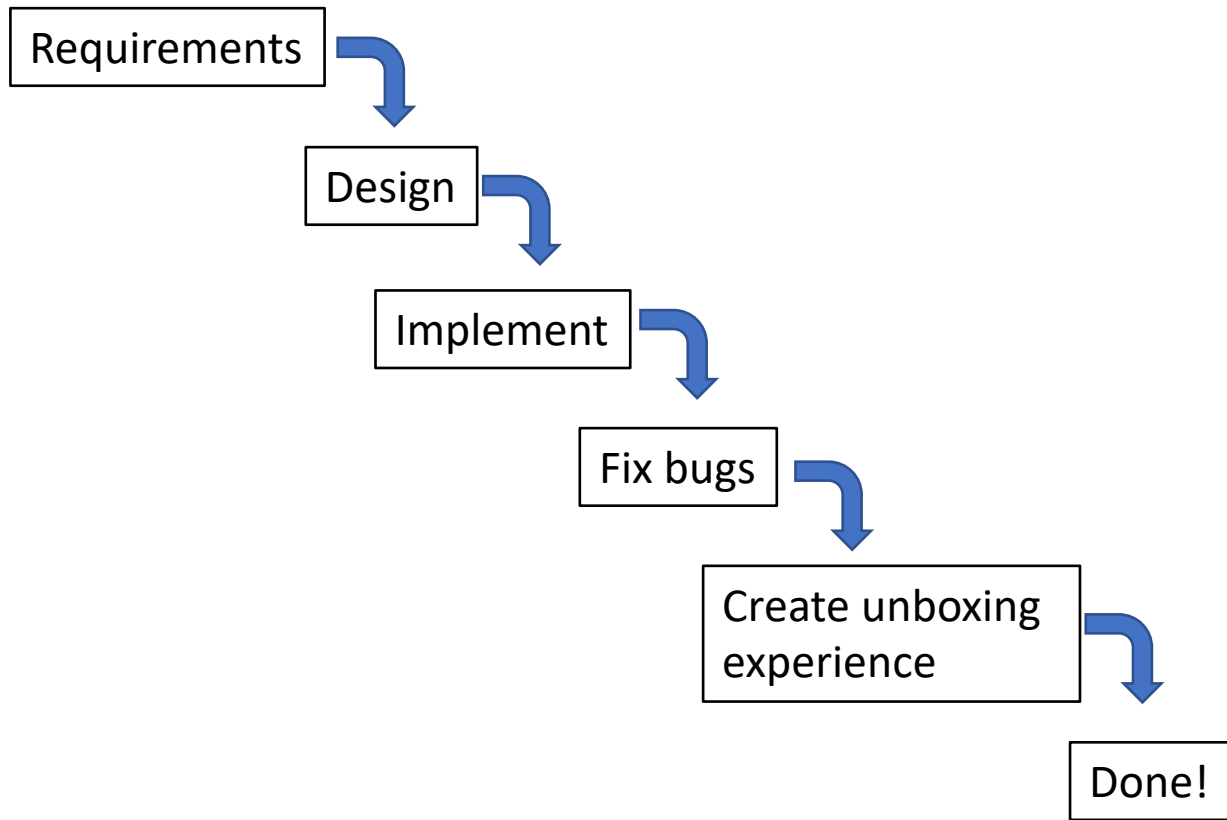 Requirements
Design
Implement
Fix bugs
Create unboxing
experience
Done!